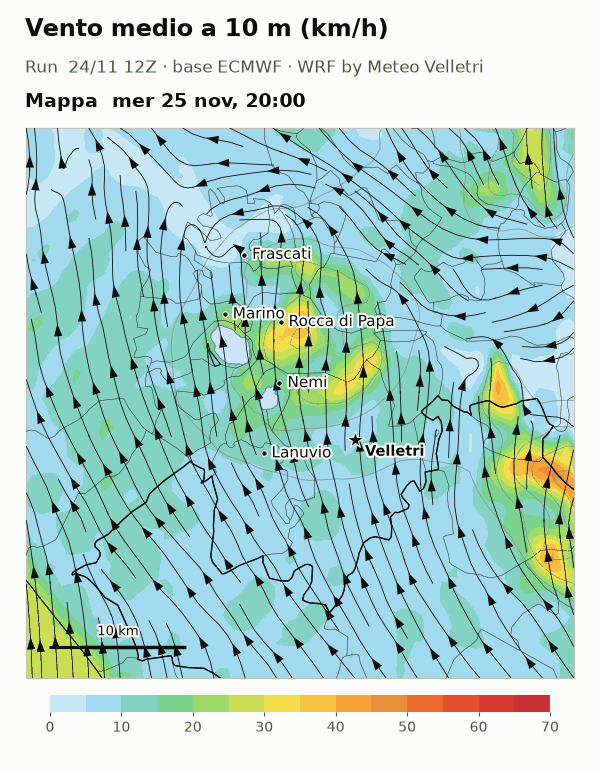 Vento medio a 10 m (km/h)
Run  24/11 12Z · base ECMWF · WRF by Meteo Velletri
Mappa  mer 25 nov, 20:00
Frascati
Marino
Rocca di Papa
Nemi
Velletri
Lanuvio
10 km
0 10 20 30 40 50 60 70